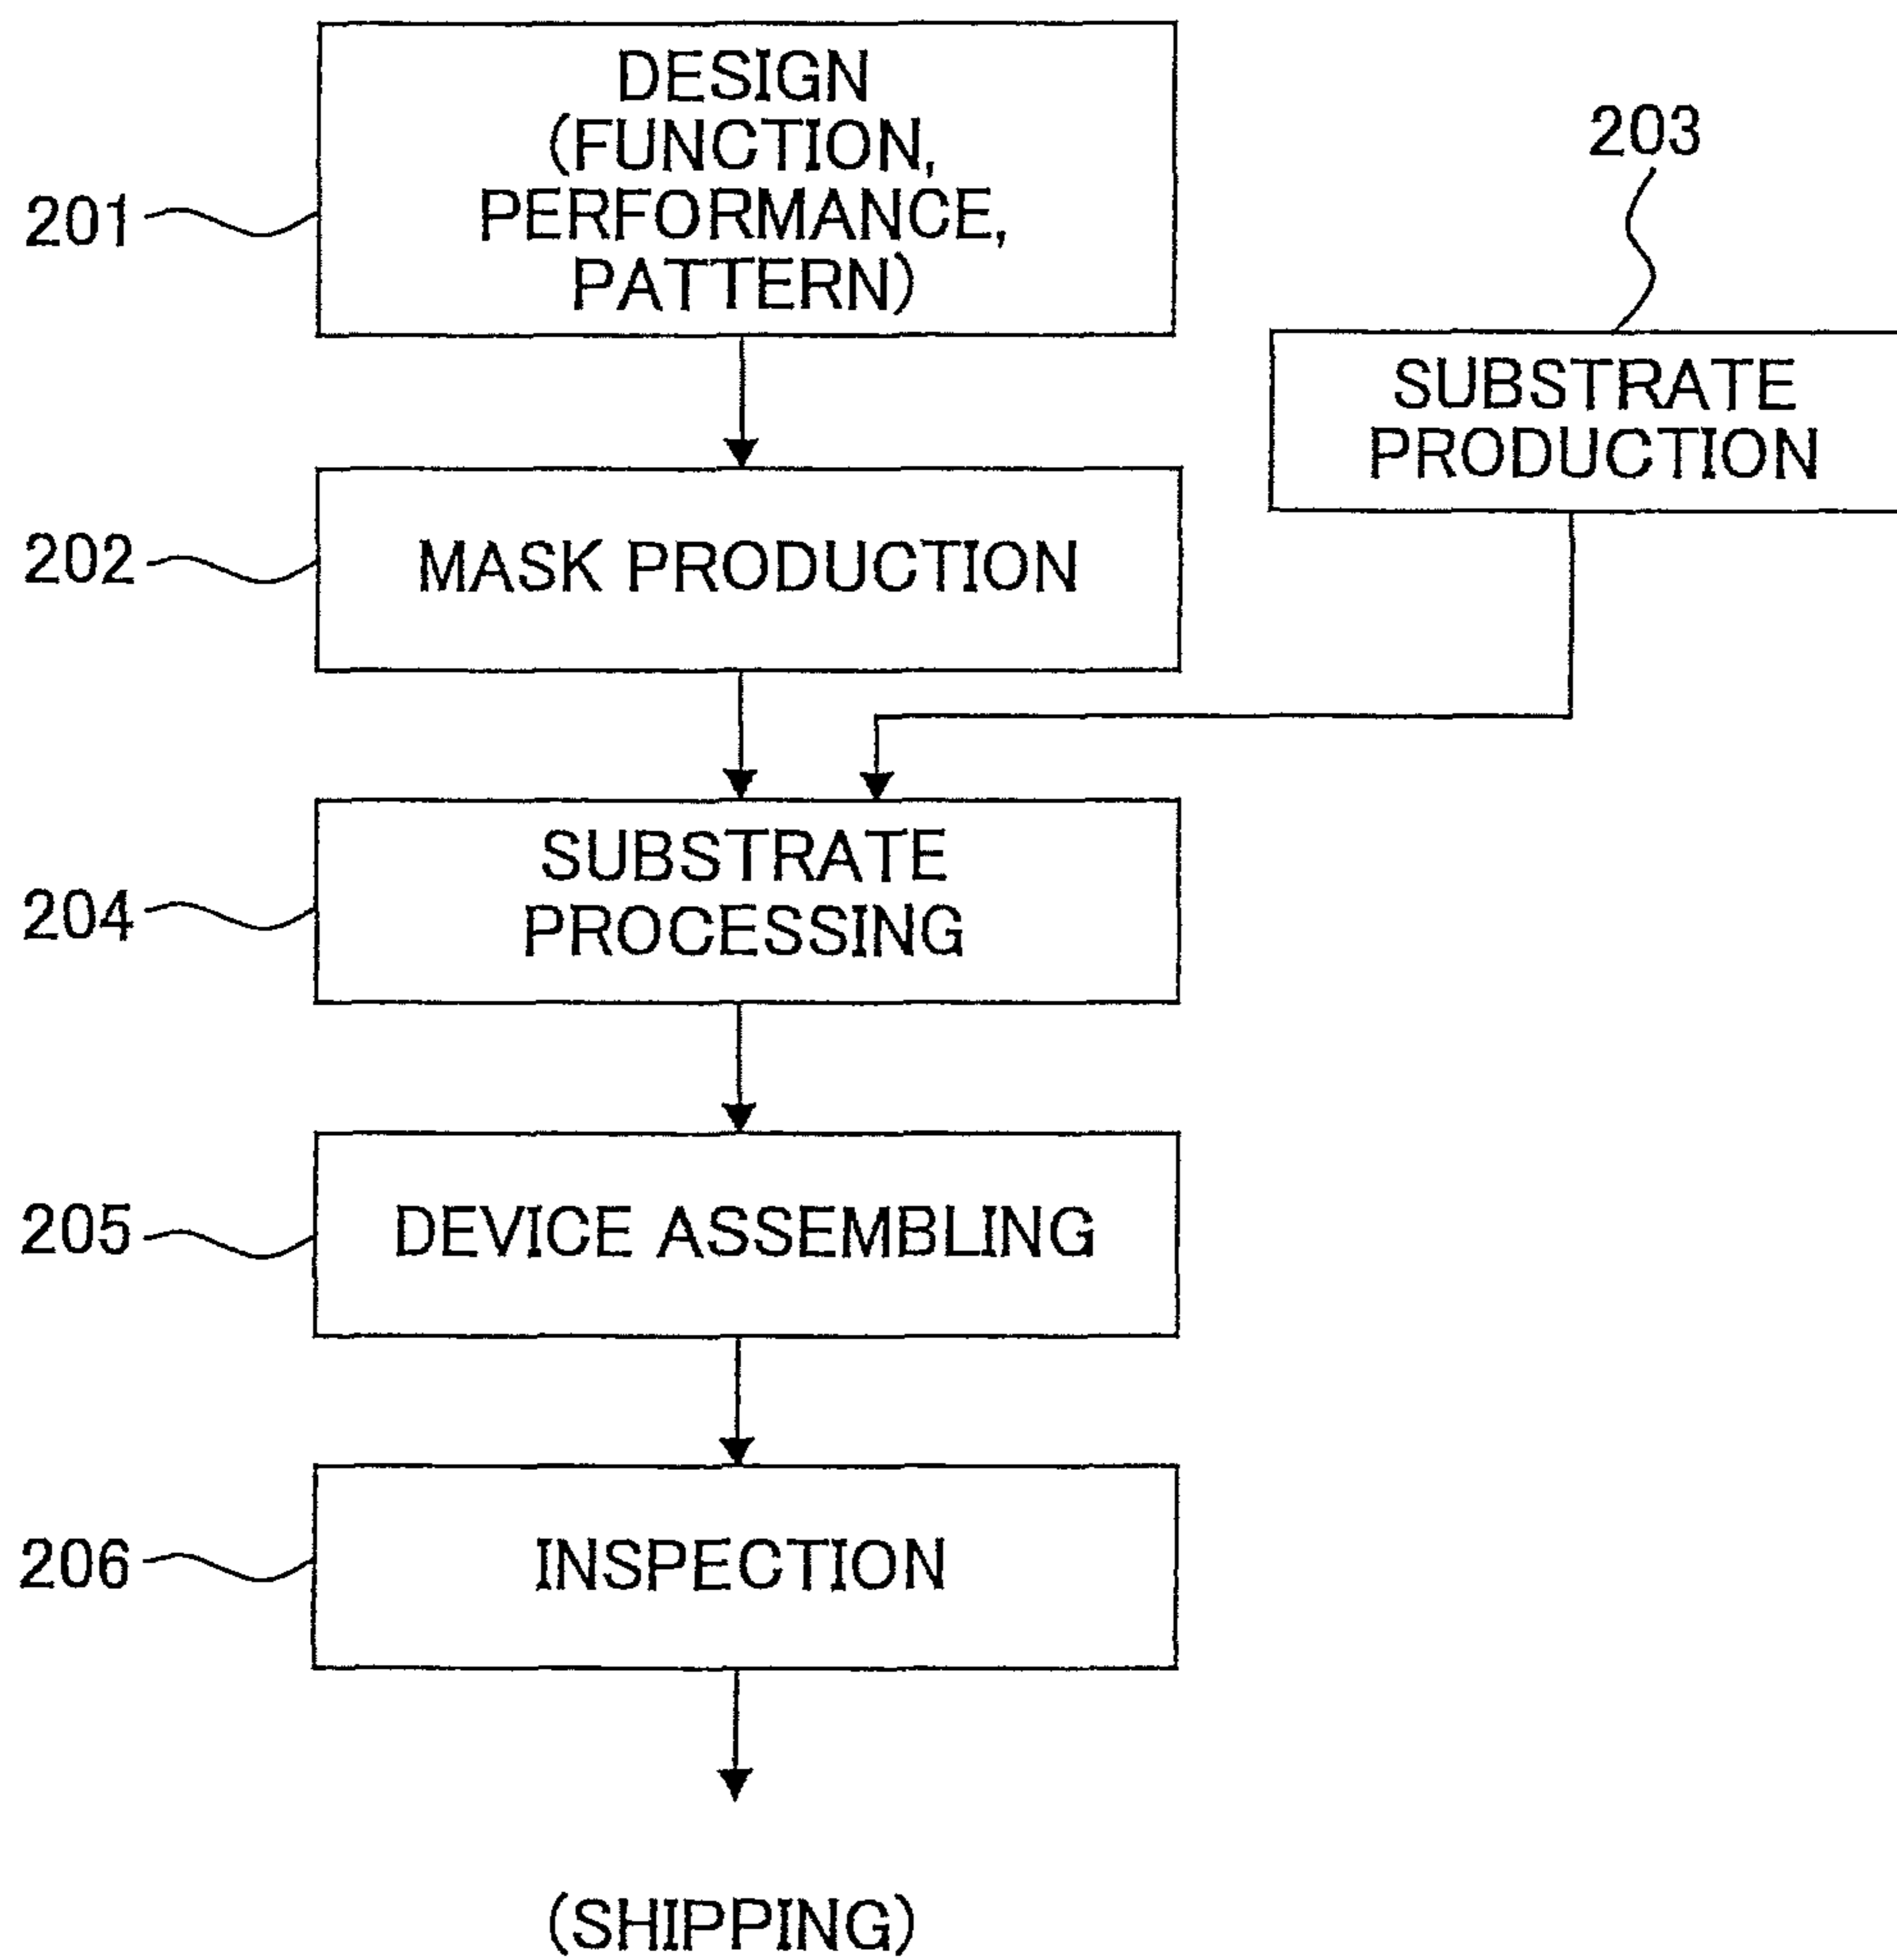 DESIGN
(FUNCTION,
PERFORMANCE,
PATTERN)
201
203
SUBSTRATE
PRODUCTION
202
MASK PRODUCTION
SUBSTRATE
PROCESSING
204
205
DEVICE ASSEMBLING
206
INSPECTION
(SHIPPING)